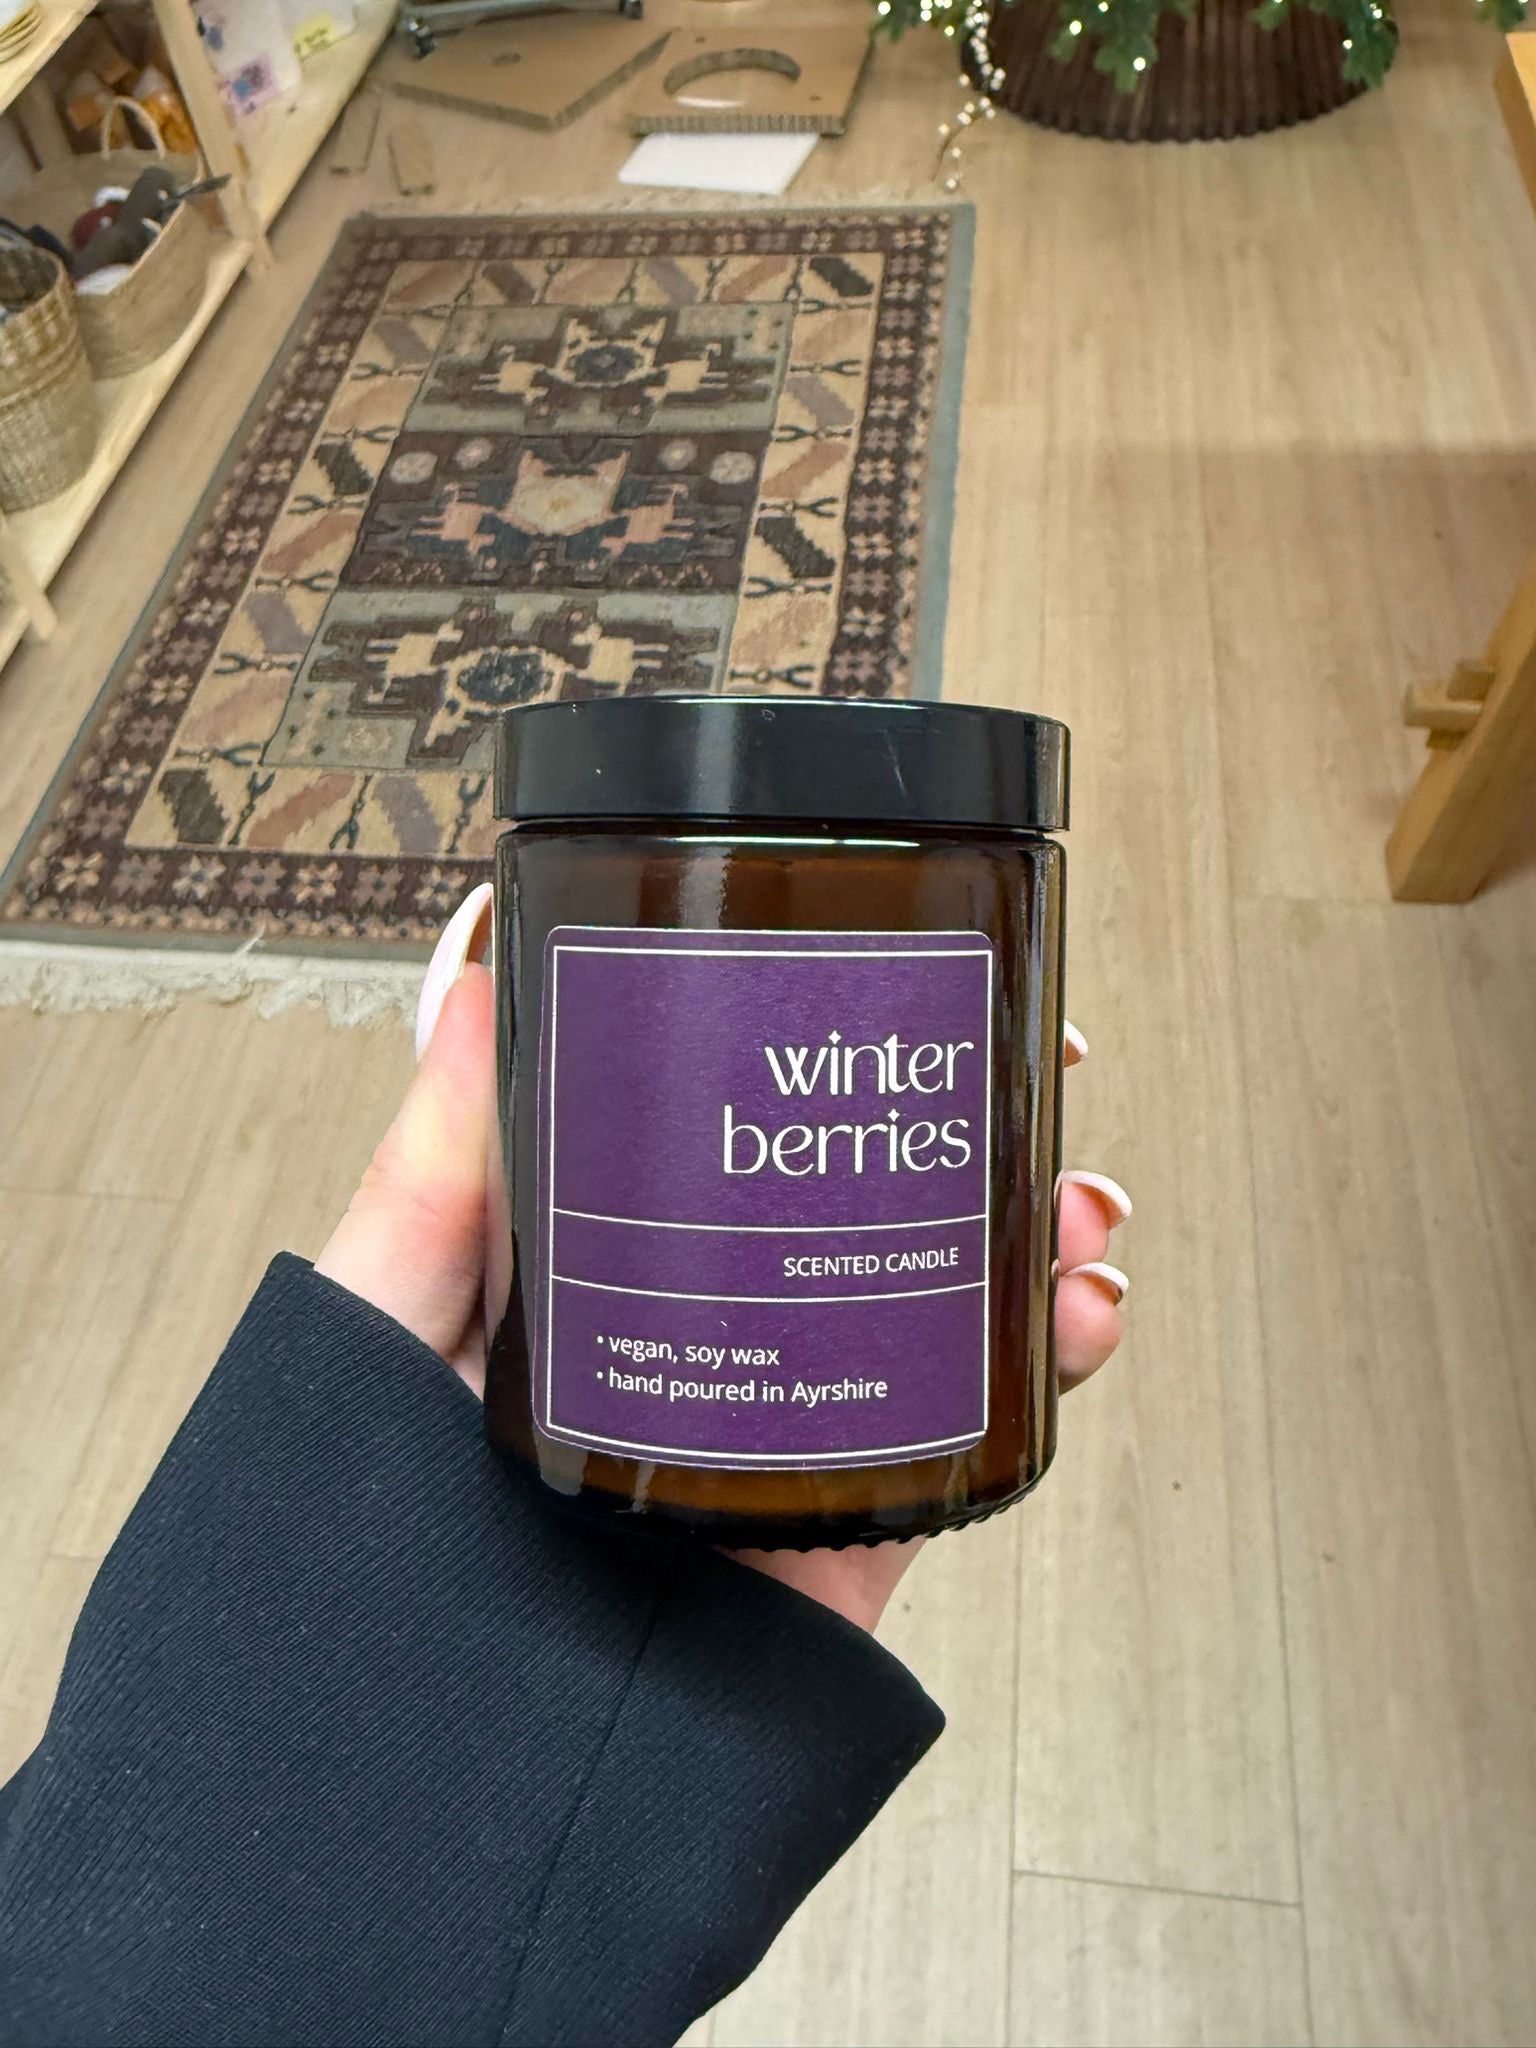 winter
berries
SCENTED CANDLE
• vegan, soy wax
• hand poured in Ayrshire